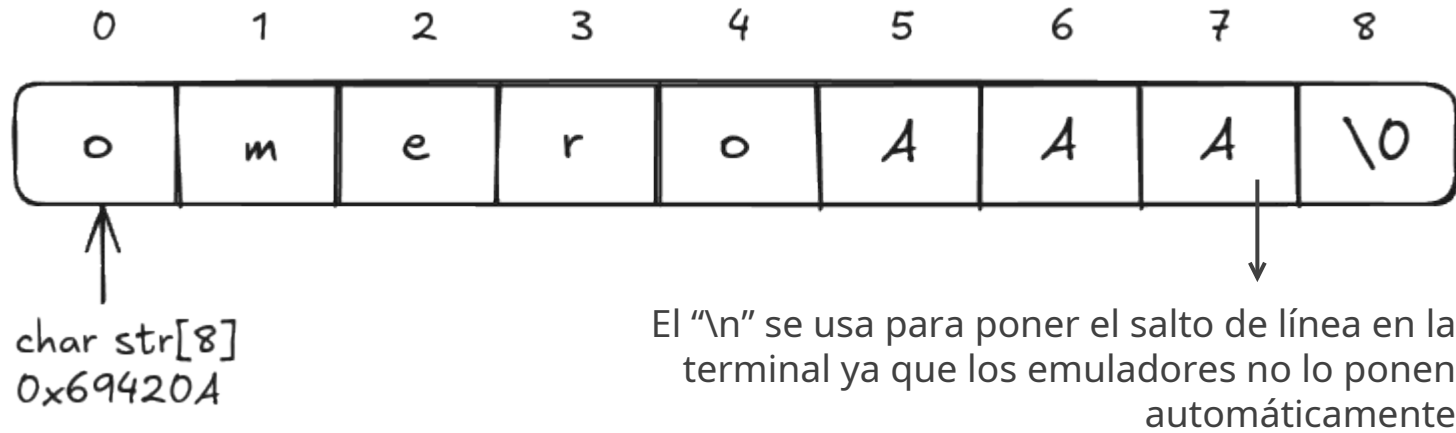 0 1 2 3 4 5 6 7 8
o m e r o A A A \0
char str[8]
0x69420A
El “\n” se usa para poner el salto de línea en la
terminal ya que los emuladores no lo ponen
automáticamente